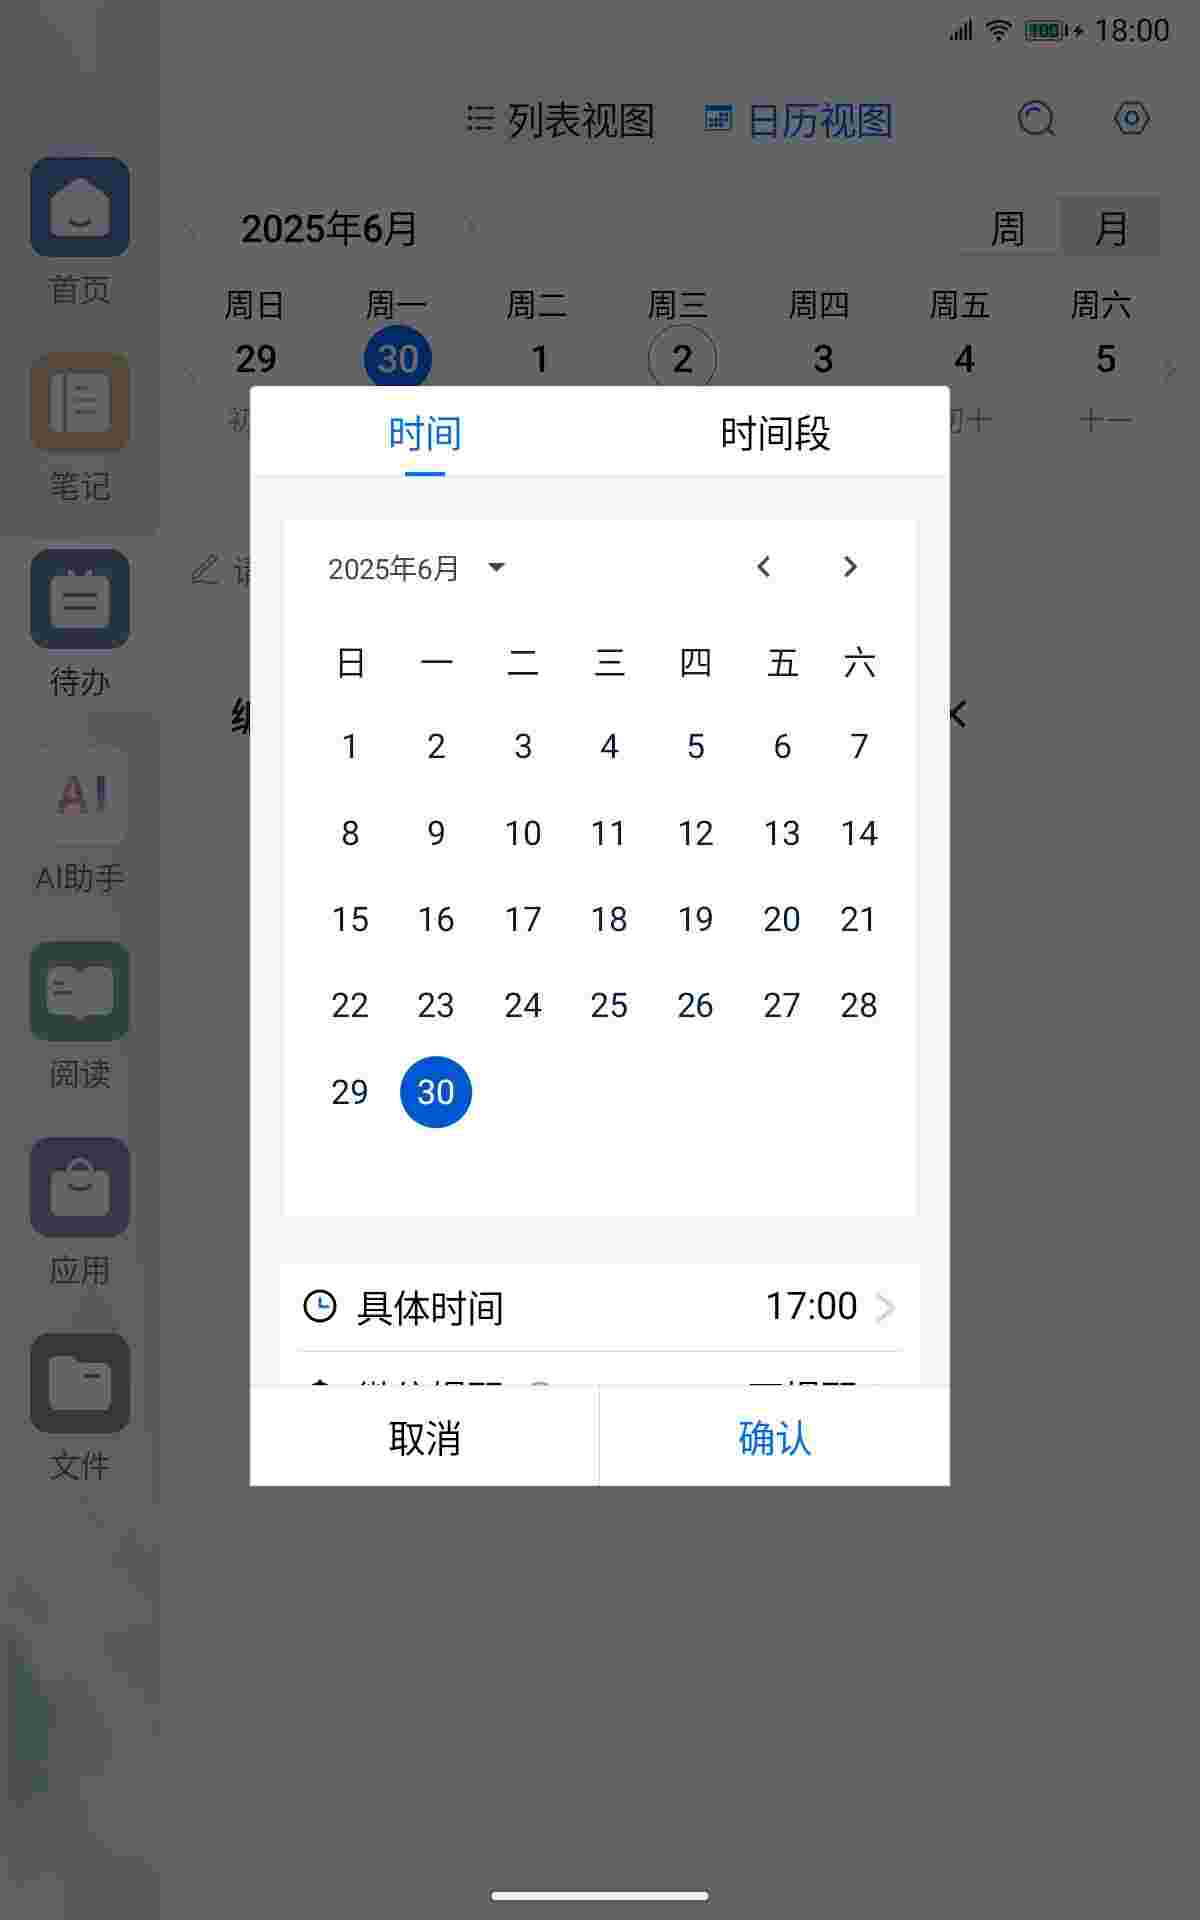 100 18:00
列表视图 日历视图
2025年6月 周 月
周日 周一 周二 周三 周四 周五 周六
29 30 1 2 3 4 5
初 初十 十一
首页
笔记
待办
AI
AI助手
阅读
应用
文件
时间 时间段
2025年6月
日 一 二 三 四 五 六
1 2 3 4 5 6 7
8 9 10 11 12 13 14
15 16 17 18 19 20 21
22 23 24 25 26 27 28
29 30
具体时间 17:00
取消 确认